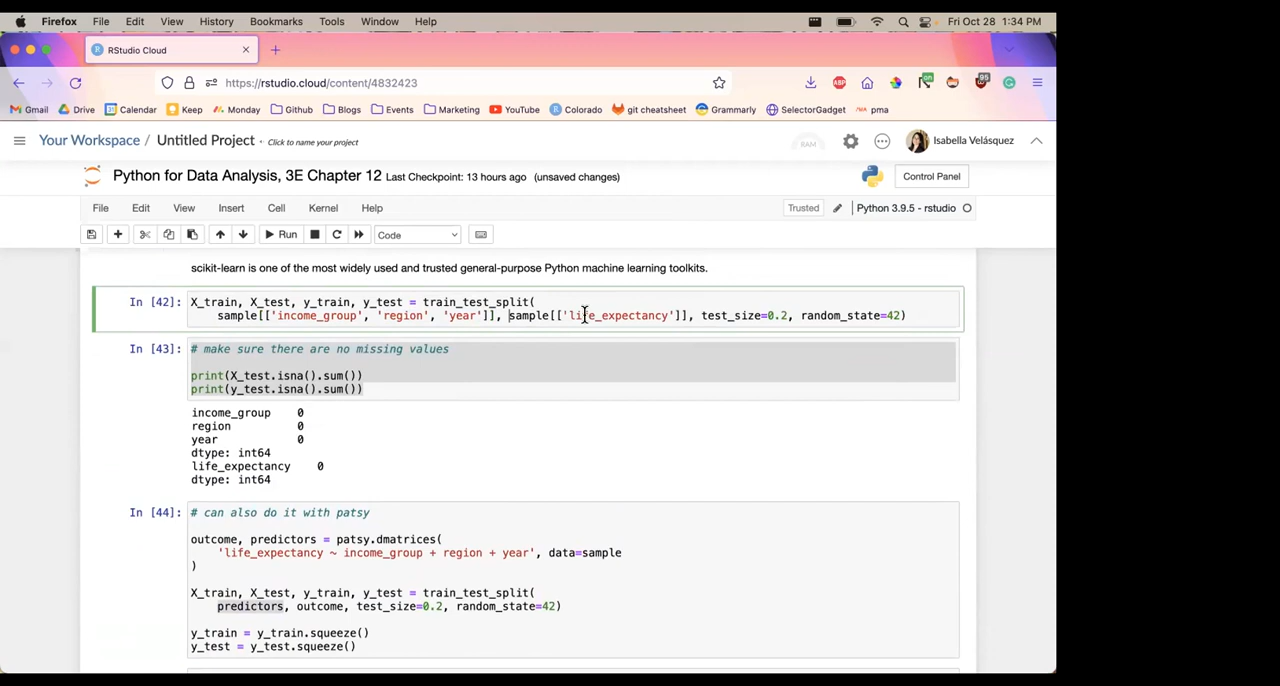 Firefox File Edit View History Bookmarks Tools Window Help Fri Oct 28 1:34 PM
RStudio Cloud
https://rstudio.cloud/content/4832423 ABP on 95
Gmail Drive Calendar Keep Monday Github Blogs Events Marketing YouTube Colorado git cheatsheet Grammarly SelectorGadget pma
Your Workspace / Untitled Project Click to name your project RAM Isabella Velásquez
Python for Data Analysis, 3E Chapter 12 Last Checkpoint: 13 hours ago (unsaved changes) Control Panel
File Edit View Insert Cell Kernel Help Trusted Python 3.9.5 - rstudio
Run Code
scikit-learn is one of the most widely used and trusted general-purpose Python machine learning toolkits.
In [42]: X_train, X_test, y_train, y_test = train_test_split(
sample[['income_group', 'region', 'year']], sample[['life_expectancy']], test_size=0.2, random_state=42)
In [43]: # make sure there are no missing values
print(X_test.isna().sum())
print(y_test.isna().sum())
income_group 0
region 0
year 0
dtype: int64
life_expectancy 0
dtype: int64
In [44]: # can also do it with patsy
outcome, predictors = patsy.dmatrices(
'life_expectancy ~ income_group + region + year', data=sample
)
X_train, X_test, y_train, y_test = train_test_split(
predictors, outcome, test_size=0.2, random_state=42)
y_train = y_train.squeeze()
y_test = y_test.squeeze()